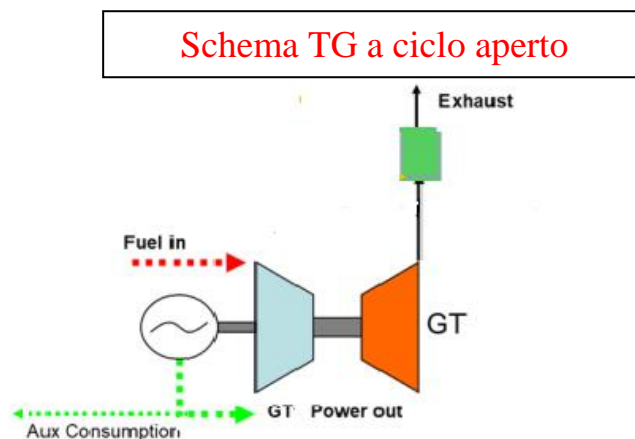 Schema TG a ciclo aperto
Exhaust
Fuel in
GT
GT Power out
Aux Consumption